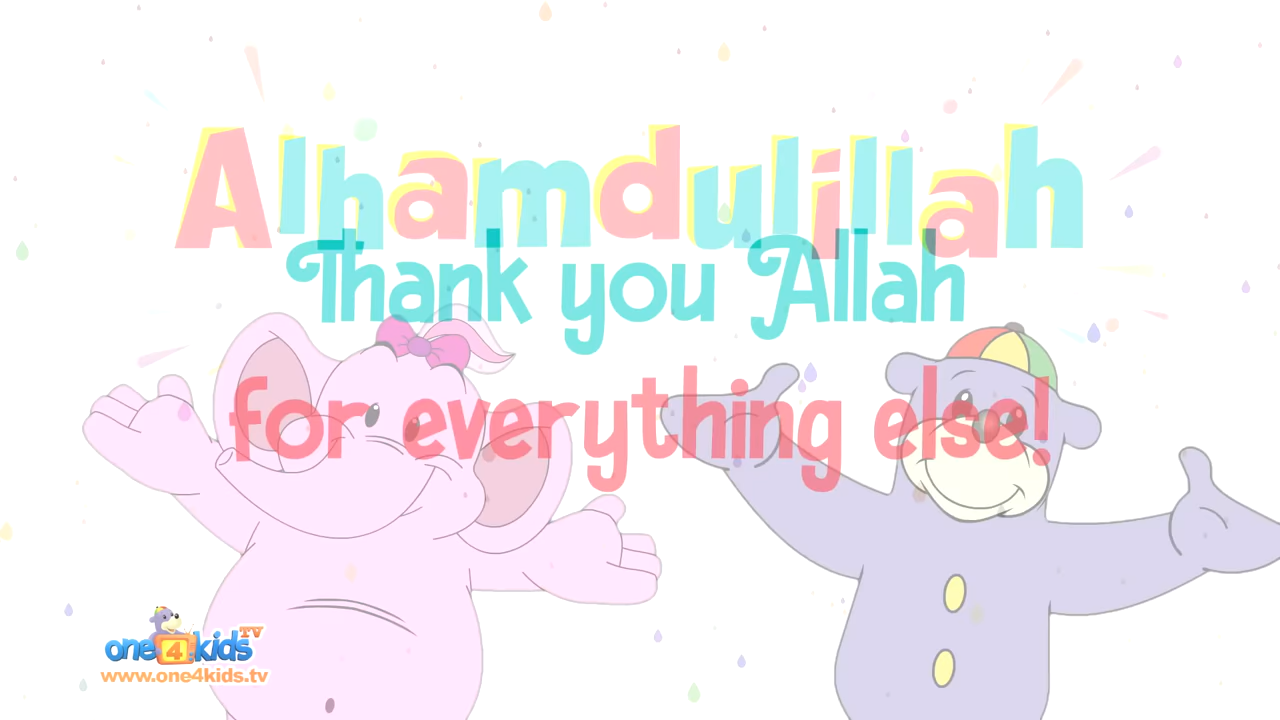 Alhamdulillah
Thank you Allah
for everything else!
one4kids TV
www.one4kids.tv